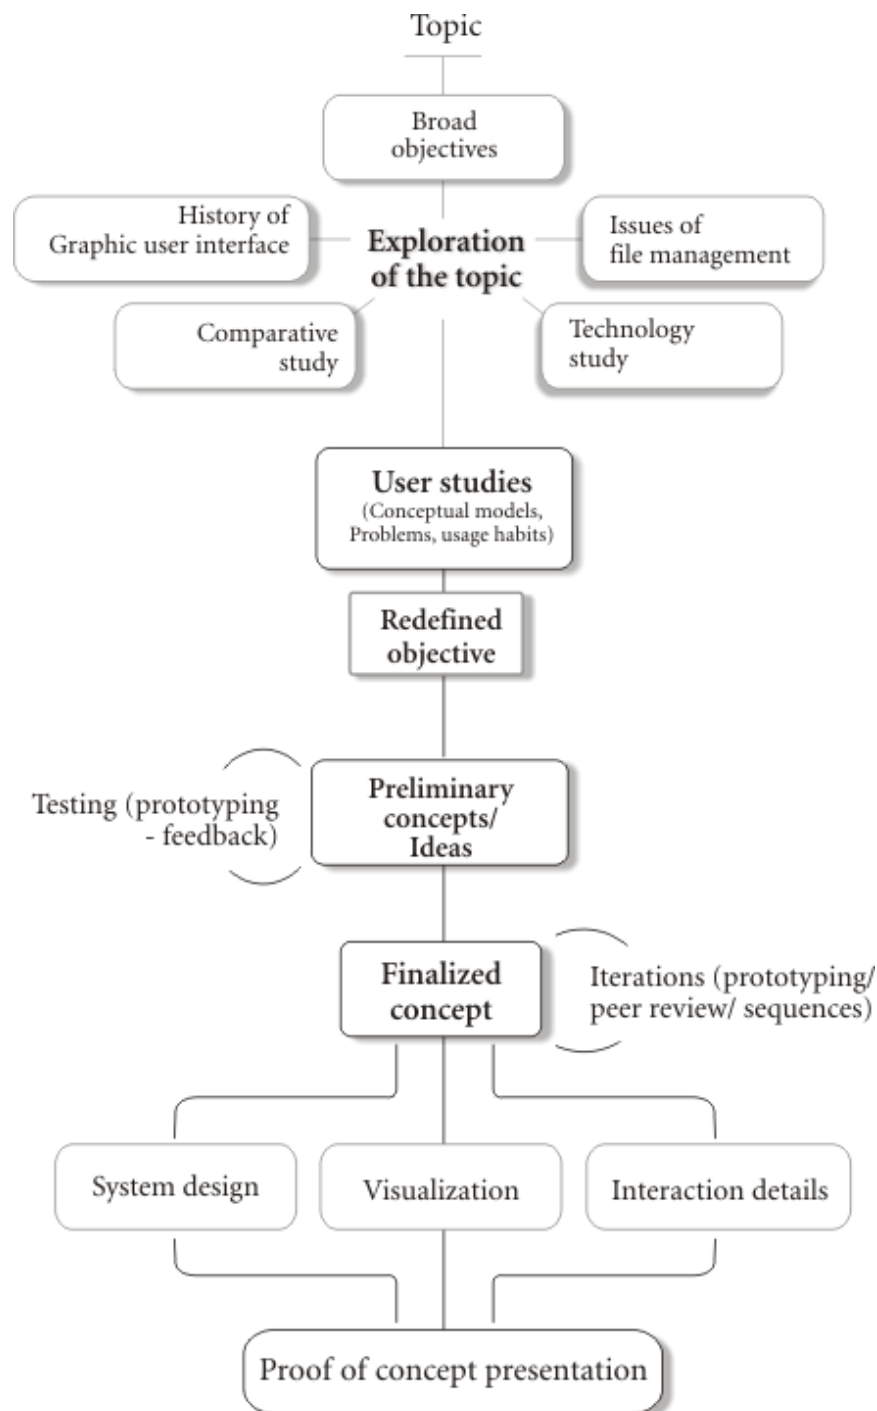 Topic
Broad
objectives
History of
Graphic user interface
Exploration
of the topic
Issues of
file management
Comparative
study
Technology
study
User studies
(Conceptual models,
Problems, usage habits)
Redefined
objective
Testing (prototyping
- feedback)
Preliminary
concepts/
Ideas
Finalized
concept
Iterations (prototyping/
peer review/ sequences)
System design
Visualization
Interaction details
Proof of concept presentation